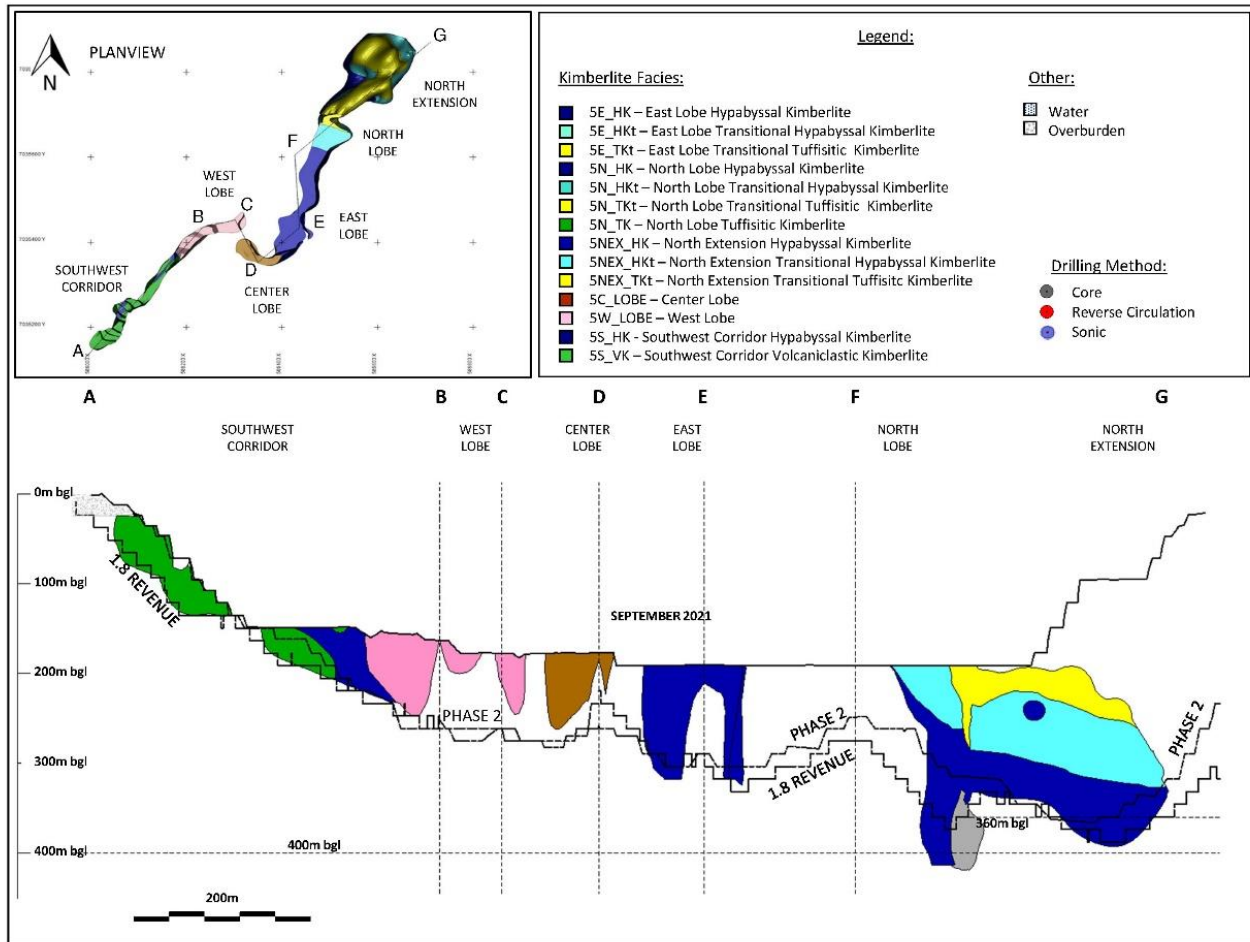 PLANVIEW
N
G
NORTH
EXTENSION
F
NORTH
LOBE
WEST
LOBE
C
B
E
EAST
LOBE
D
CENTER
LOBE
SOUTHWEST
CORRIDOR
A
Legend:
Kimberlite Facies:
5E_HK – East Lobe Hypabyssal Kimberlite
5E_HKt – East Lobe Transitional Hypabyssal Kimberlite
5E_TKt – East Lobe Transitional Tuffisitic Kimberlite
5N_HK – North Lobe Hypabyssal Kimberlite
5N_HKt – North Lobe Transitional Hypabyssal Kimberlite
5N_TKt – North Lobe Transitional Tuffisitic Kimberlite
5N_TK – North Lobe Tuffisitic Kimberlite
5NEX_HK – North Extension Hypabyssal Kimberlite
5NEX_HKt – North Extension Transitional Hypabyssal Kimberlite
5NEX_TKt – North Extension Transitional Tuffisitc Kimberlite
5C_LOBE – Center Lobe
5W_LOBE – West Lobe
5S_HK - Southwest Corridor Hypabyssal Kimberlite
5S_VK – Southwest Corridor Volcaniclastic Kimberlite
Other:
Water
Overburden
Drilling Method:
Core
Reverse Circulation
Sonic
A B C D E F G
SOUTHWEST
CORRIDOR
WEST
LOBE
CENTER
LOBE
EAST
LOBE
NORTH
LOBE
NORTH
EXTENSION
0m bgl
100m bgl
200m bgl
300m bgl
400m bgl
1.8 REVENUE
SEPTEMBER 2021
PHASE 2
PHASE 2
1.8 REVENUE
PHASE 2
360m bgl
400m bgl
200m